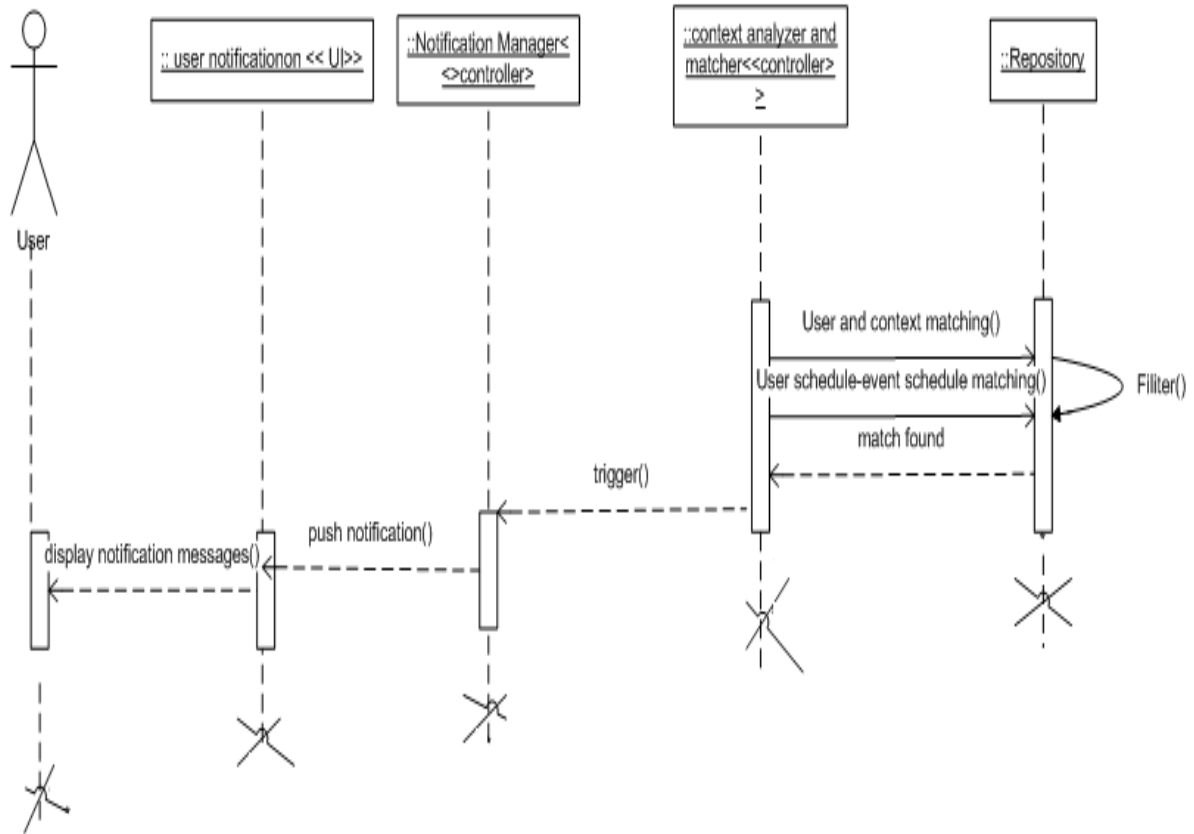 :: user notificationon << UI>>
::Notification Manager<
<>controller>
::context analyzer and
matcher<<controller>
>
::Repository
User
User and context matching()
User schedule-event schedule matching()
Filiter()
match found
trigger()
push notification()
display notification messages()